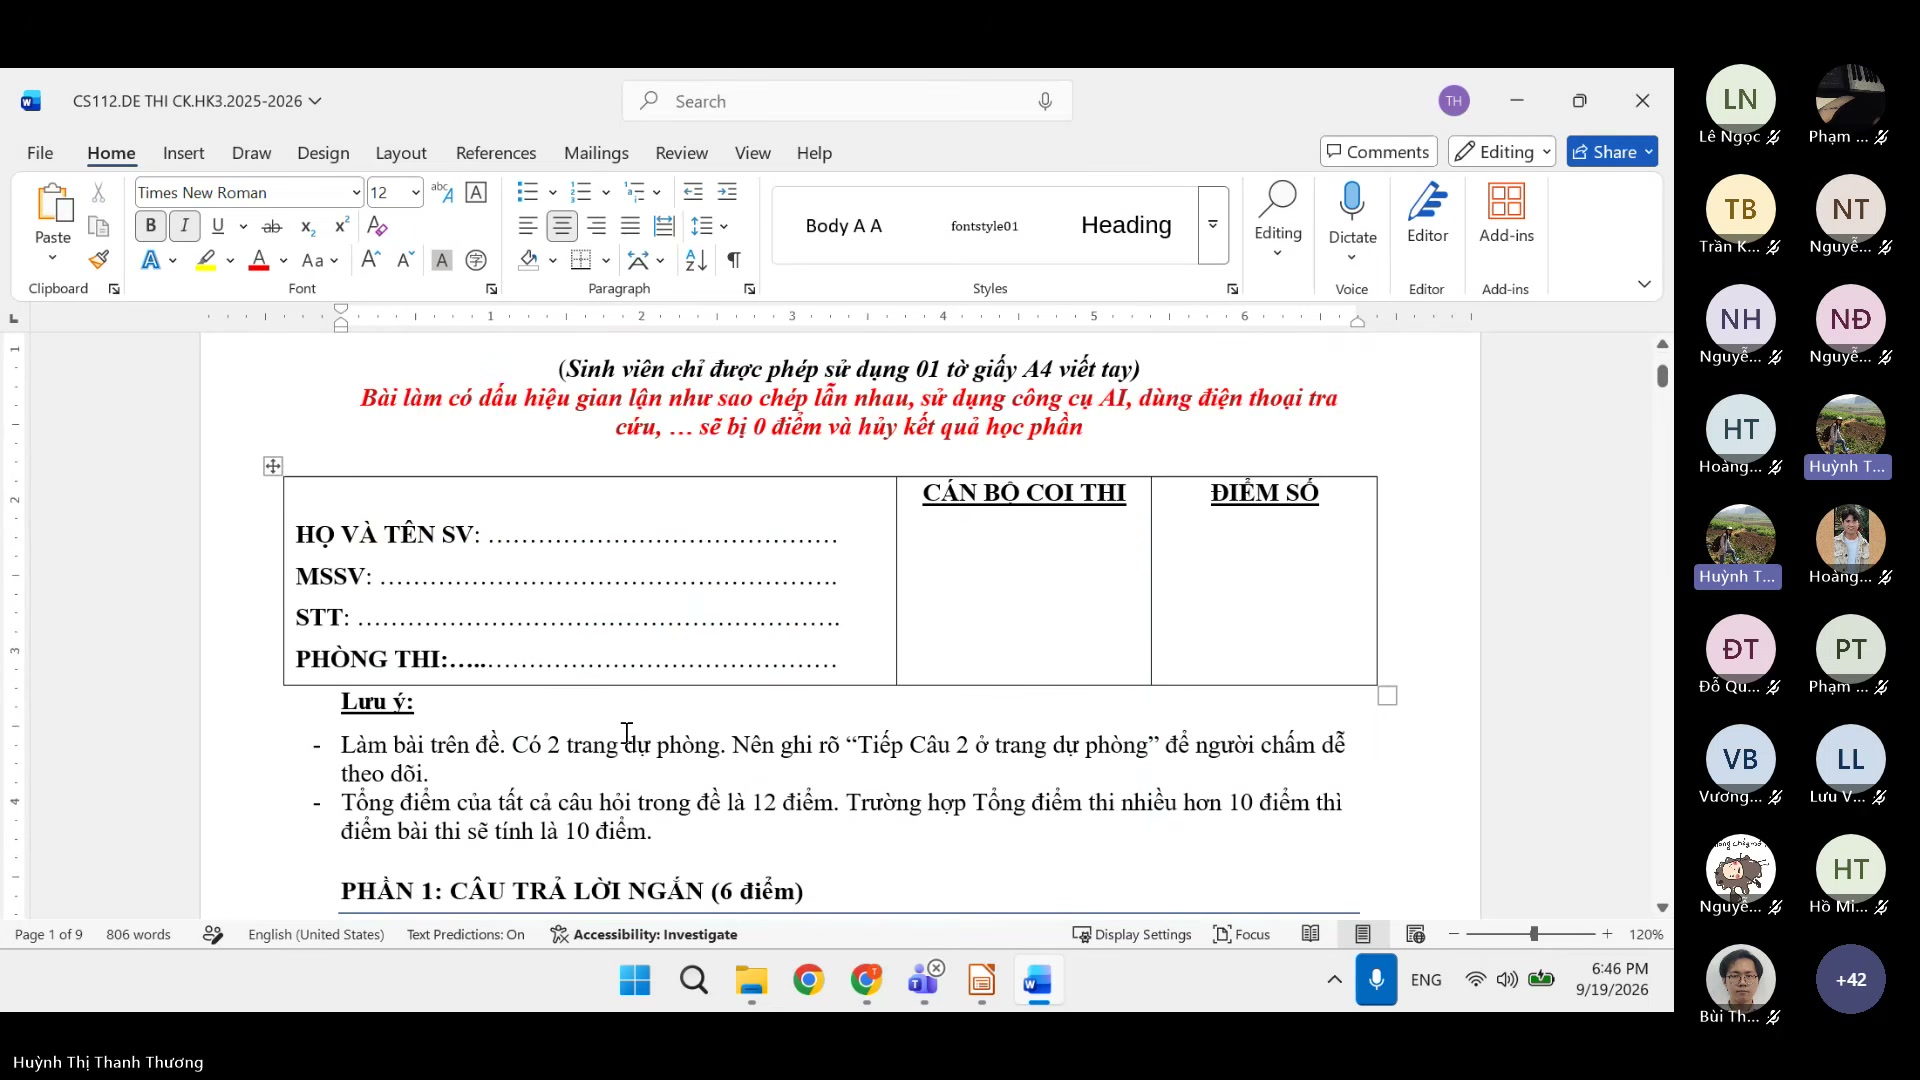 CS112.DE THI CK.HK3.2025-2026
Search
TH
File Home Insert Draw Design Layout References Mailings Review View Help
Comments
Editing
Share
Paste
Clipboard
Times New Roman
12
Font
Paragraph
Body A A
fontstyle01
Heading
Styles
Editing
Dictate
Voice
Editor
Editor
Add-ins
Add-ins
1 2 3 4 5 6
1
2
3
4
(Sinh viên chỉ được phép sử dụng 01 tờ giấy A4 viết tay)
Bài làm có dấu hiệu gian lận như sao chép lẫn nhau, sử dụng công cụ AI, dùng điện thoại tra
cứu, … sẽ bị 0 điểm và hủy kết quả học phần
CÁN BỘ COI THI
ĐIỂM SỐ
HỌ VÀ TÊN SV: ……………………………………
MSSV: ……………………………………………….
STT: ………………………………………………….
PHÒNG THI:…..……………………………………
Lưu ý:
- Làm bài trên đề. Có 2 trang dự phòng. Nên ghi rõ “Tiếp Câu 2 ở trang dự phòng” để người chấm dễ
theo dõi.
- Tổng điểm của tất cả câu hỏi trong đề là 12 điểm. Trường hợp Tổng điểm thi nhiều hơn 10 điểm thì
điểm bài thi sẽ tính là 10 điểm.
PHẦN 1: CÂU TRẢ LỜI NGẮN (6 điểm)
Page 1 of 9
806 words
English (United States)
Text Predictions: On
Accessibility: Investigate
Display Settings
Focus
120%
ENG
6:46 PM
9/19/2026
LN
Lê Ngọc
Phạm ...
TB
Trần K...
NT
Nguyễ...
NH
Nguyễ...
NĐ
Nguyễ...
HT
Hoàng...
Huỳnh T...
Huỳnh T...
Hoàng...
ĐT
Đỗ Qu...
PT
Phạm ...
VB
Vương...
LL
Lưu V...
Nguyễ...
HT
Hồ Mi...
Bùi Th...
+42
Huỳnh Thị Thanh Thương